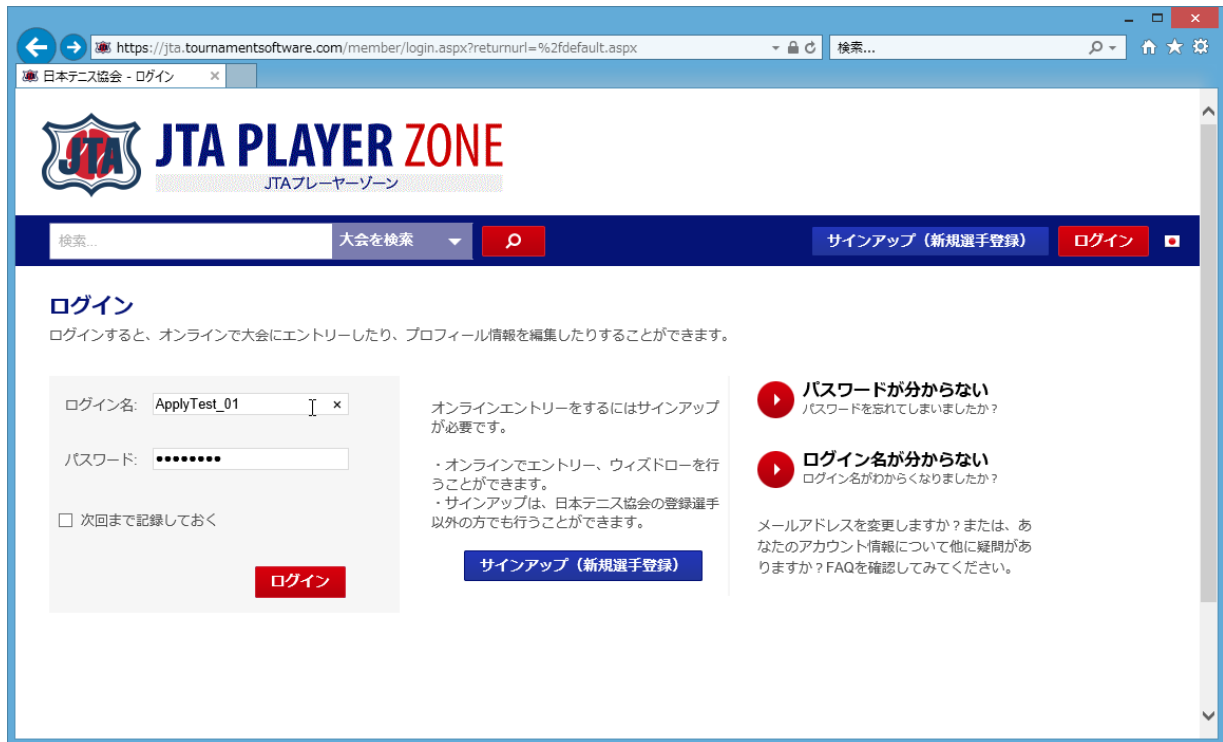 https://jta.tournamentsoftware.com/member/login.aspx?returnurl=%2fdefault.aspx
検索...
日本テニス協会 - ログイン
JTA
JTA PLAYER ZONE
JTAプレーヤーゾーン
検索...
大会を検索
サインアップ（新規選手登録）
ログイン
ログイン
ログインすると、オンラインで大会にエントリーしたり、プロフィール情報を編集したりすることができます。
ログイン名: ApplyTest_01
パスワード: ●●●●●●●●
次回まで記録しておく
ログイン
オンラインエントリーをするにはサインアップ
が必要です。
・オンラインでエントリー、ウィズドローを行
うことができます。
・サインアップは、日本テニス協会の登録選手
以外の方でも行うことができます。
サインアップ（新規選手登録）
パスワードが分からない
パスワードを忘れてしまいましたか？
ログイン名が分からない
ログイン名がわからくなりましたか？
メールアドレスを変更しますか？または、あ
なたのアカウント情報について他に疑問があ
りますか？FAQを確認してみてください。